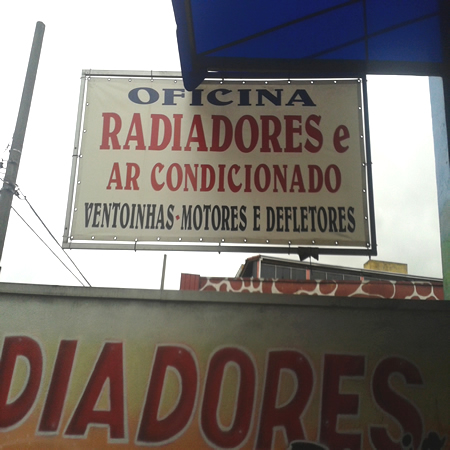 OFICINA
RADIADORES e
AR CONDICIONADO
VENTOINHAS·MOTORES E DEFLETORES
DIADORES